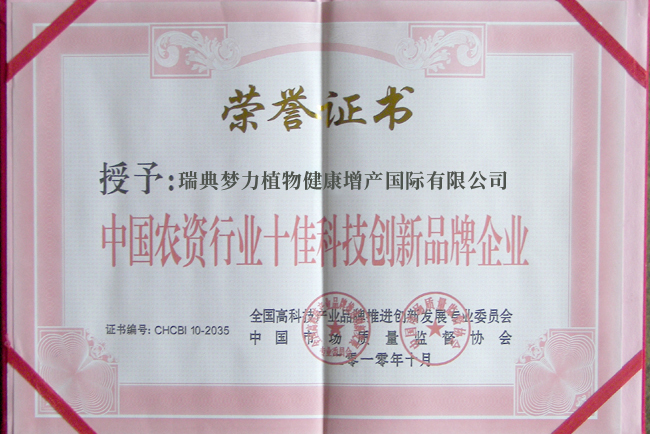 荣誉证书
授予:瑞典梦力植物健康增产国际有限公司
中国农资行业十佳科技创新品牌企业
全国高科技产业品牌推进创新发展专业委员会
证书编号: CHCBI 10-2035
中国市场质量监督协会
二〇一〇年十月